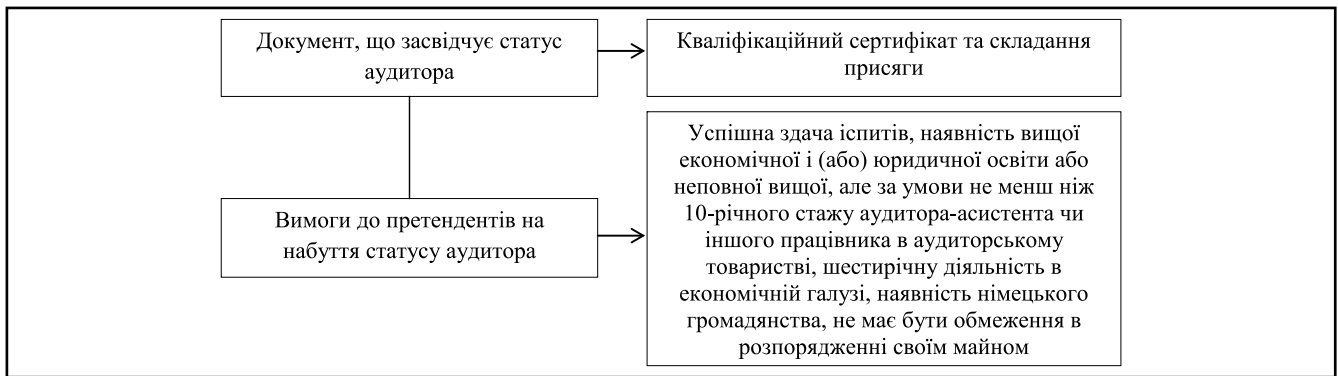 Документ, що засвідчує статус
аудитора
Кваліфікаційний сертифікат та складання
присяги
Вимоги до претендентів на
набуття статусу аудитора
Успішна здача іспитів, наявність вищої
економічної і (або) юридичної освіти або
неповної вищої, але за умови не менш ніж
10-річного стажу аудитора-асистента чи
іншого працівника в аудиторському
товаристві, шестирічну діяльність в
економічній галузі, наявність німецького
громадянства, не має бути обмеження в
розпорядженні своїм майном